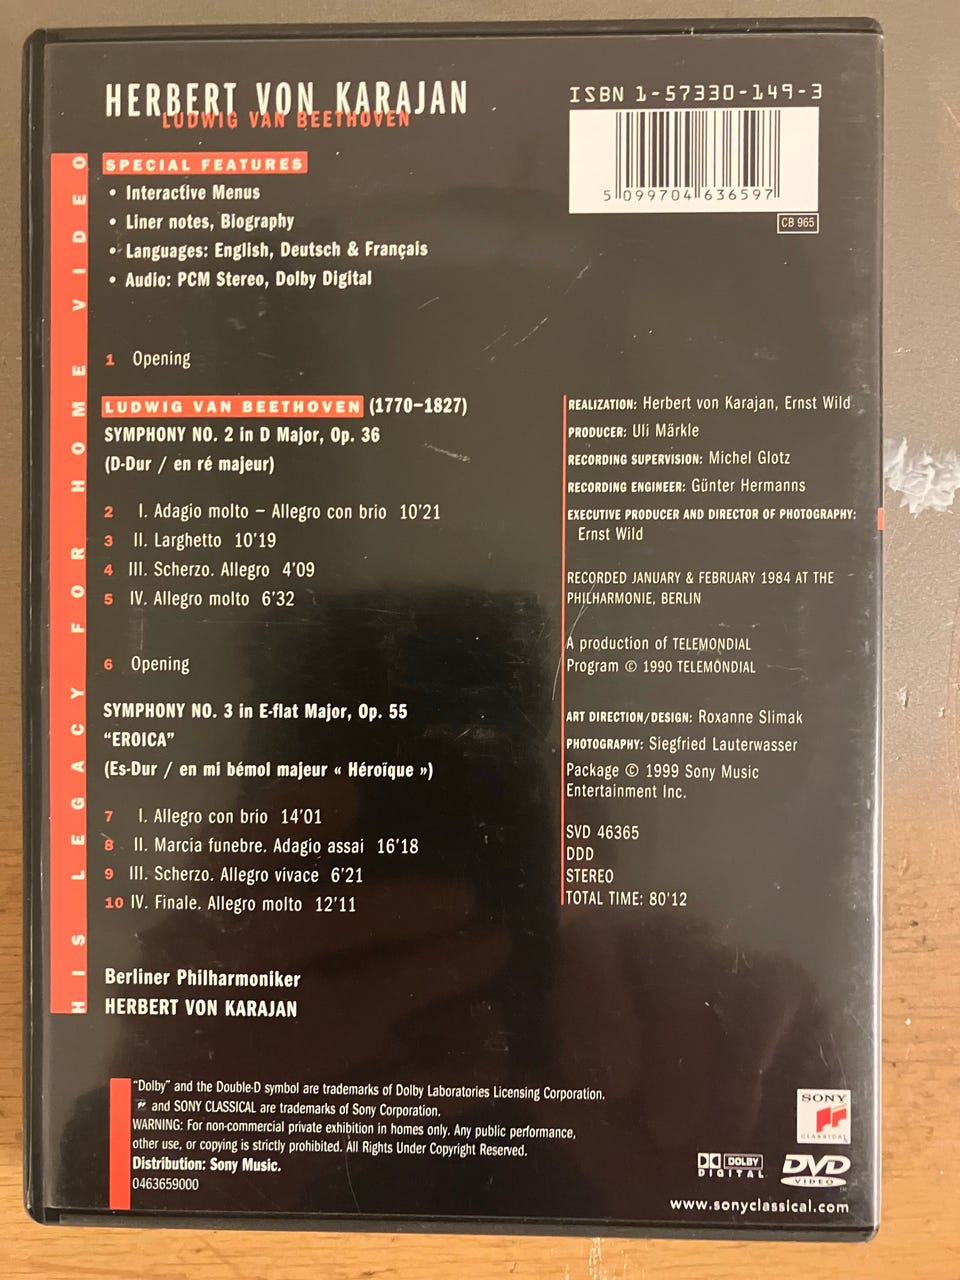 HERBERT VON KARAJAN
LUDWIG VAN BEETHOVEN
ISBN 1-57330-149-3
5 099704 636597
CB 965
HIS LEGACY FOR HOME VIDEO
SPECIAL FEATURES
• Interactive Menus
• Liner notes, Biography
• Languages: English, Deutsch & Français
• Audio: PCM Stereo, Dolby Digital
1 Opening
LUDWIG VAN BEETHOVEN (1770–1827)
SYMPHONY NO. 2 in D Major, Op. 36
(D-Dur / en ré majeur)
2 I. Adagio molto – Allegro con brio 10'21
3 II. Larghetto 10'19
4 III. Scherzo. Allegro 4'09
5 IV. Allegro molto 6'32
6 Opening
SYMPHONY NO. 3 in E-flat Major, Op. 55
“EROICA”
(Es-Dur / en mi bémol majeur « Héroïque »)
7 I. Allegro con brio 14'01
8 II. Marcia funebre. Adagio assai 16'18
9 III. Scherzo. Allegro vivace 6'21
10 IV. Finale. Allegro molto 12'11
Berliner Philharmoniker
HERBERT VON KARAJAN
REALIZATION: Herbert von Karajan, Ernst Wild
PRODUCER: Uli Märkle
RECORDING SUPERVISION: Michel Glotz
RECORDING ENGINEER: Günter Hermanns
EXECUTIVE PRODUCER AND DIRECTOR OF PHOTOGRAPHY:
Ernst Wild
RECORDED JANUARY & FEBRUARY 1984 AT THE
PHILHARMONIE, BERLIN
A production of TELEMONDIAL
Program © 1990 TELEMONDIAL
ART DIRECTION/DESIGN: Roxanne Slimak
PHOTOGRAPHY: Siegfried Lauterwasser
Package © 1999 Sony Music
Entertainment Inc.
SVD 46365
DDD
STEREO
TOTAL TIME: 80'12
“Dolby” and the Double-D symbol are trademarks of Dolby Laboratories Licensing Corporation.
and SONY CLASSICAL are trademarks of Sony Corporation.
WARNING: For non-commercial private exhibition in homes only. Any public performance,
other use, or copying is strictly prohibited. All Rights Under Copyright Reserved.
Distribution: Sony Music.
0463659000
SONY
CLASSICAL
DOLBY
DIGITAL
DVD
VIDEO
TM
www.sonyclassical.com